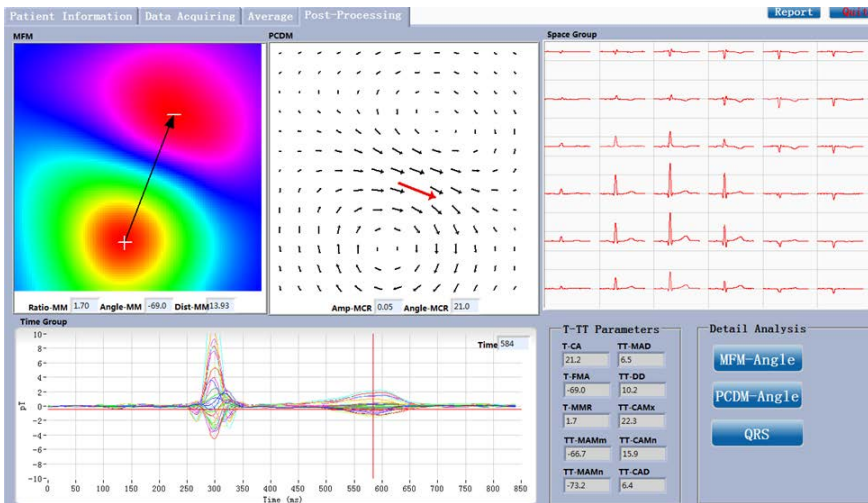 Patient Information Data Acquiring Average Post-Processing Report Quit
MFM PCDM Space Group
Ratio-MM 1.70 Angle-MM -69.0 Dist-MM 13.93 Amp-MCR 0.05 Angle-MCR 21.0
Time Group
Time 584
10-
8-
6-
4-
2-
0-
-2-
-4-
-6-
-8-
-10-
pT
0 50 100 150 200 250 300 350 400 450 500 550 600 650 700 750 800 850
Time (ms)
T-TT Parameters
T-CA TT-MAD
21.2 6.5
T-FMA TT-DD
-69.0 10.2
T-MMR TT-CAMx
1.7 22.3
TT-MAMm TT-CAMn
-66.7 15.9
TT-MAMn TT-CAD
-73.2 6.4
Detail Analysis
MFM-Angle
PCDM-Angle
QRS